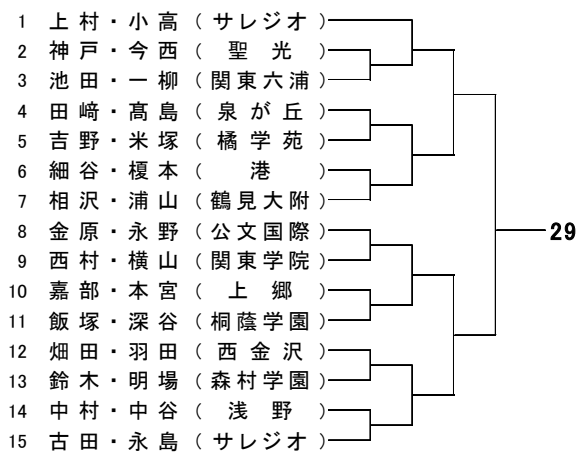 1 上村・小高 (サレジオ)
2 神戸・今西 (聖光)
3 池田・一柳 (関東六浦)
4 田﨑・髙島 (泉が丘)
5 吉野・米塚 (橘学苑)
6 細谷・榎本 (港)
7 相沢・浦山 (鶴見大附)
8 金原・永野 (公文国際)
29
9 西村・横山 (関東学院)
10 嘉部・本宮 (上郷)
11 飯塚・深谷 (桐蔭学園)
12 畑田・羽田 (西金沢)
13 鈴木・明場 (森村学園)
14 中村・中谷 (浅野)
15 古田・永島 (サレジオ)